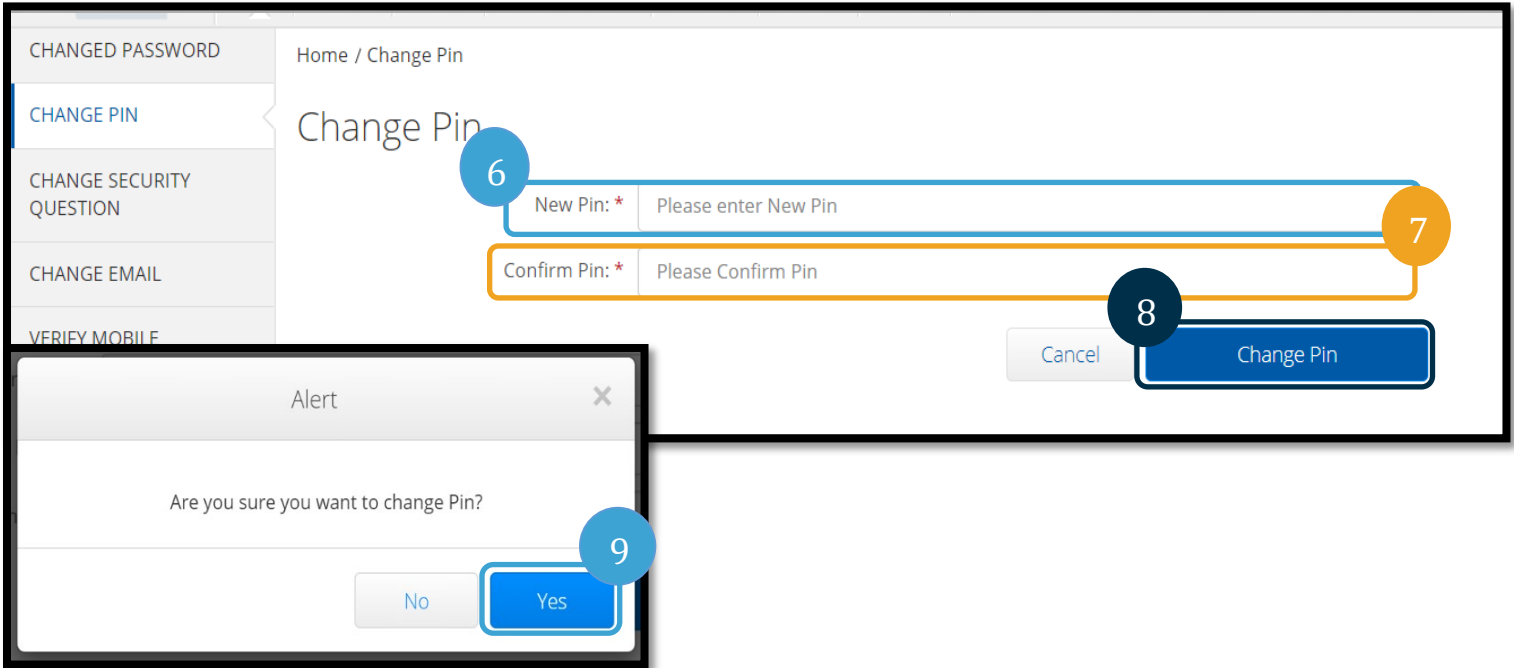 CHANGED PASSWORD
Home / Change Pin
CHANGE PIN
Change Pin
CHANGE SECURITY
QUESTION
6
New Pin: * Please enter New Pin
7
Confirm Pin: * Please Confirm Pin
CHANGE EMAIL
8
VERIFY MOBILE
Cancel
Change Pin
Alert
×
Are you sure you want to change Pin?
9
No
Yes